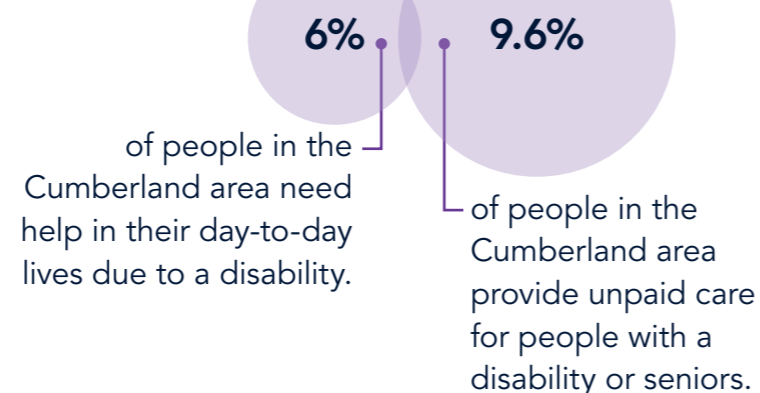 6%
of people in the
Cumberland area need
help in their day-to-day
lives due to a disability.
9.6%
of people in the
Cumberland area
provide unpaid care
for people with a
disability or seniors.